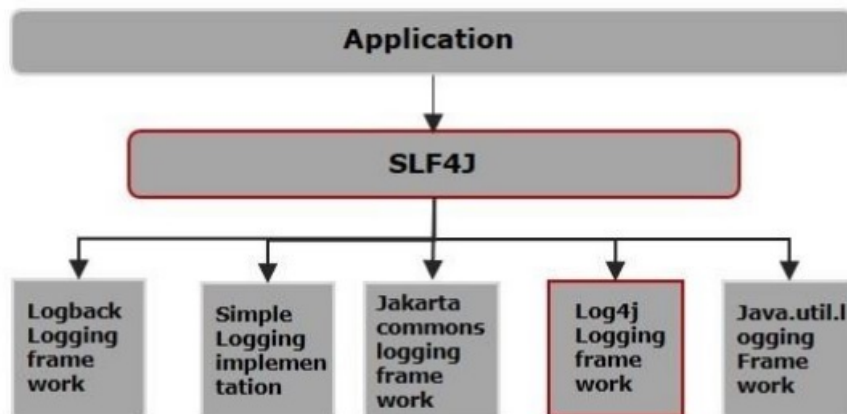 Application
SLF4J
Logback
Logging
frame
work
Simple
Logging
implemen
tation
Jakarta
commons
logging
frame
work
Log4j
Logging
frame
work
Java.util.l
ogging
Frame
work